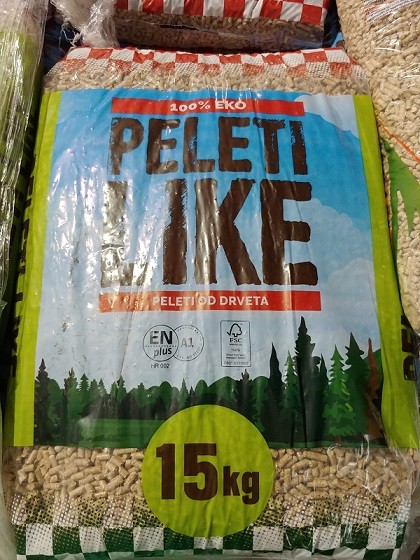 100% EKO
PELETI
LIKE
PELETI OD DRVETA
EN
plus
A1
HR 002
FSC
15kg